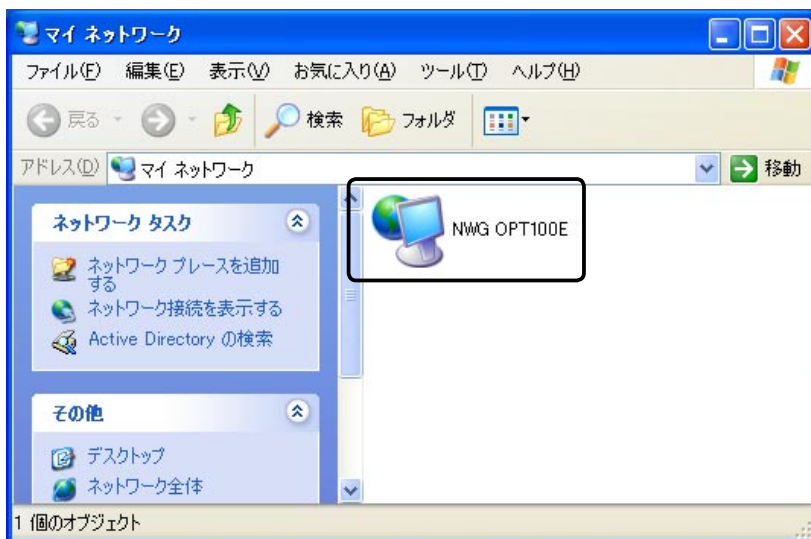 マイ ネットワーク
ファイル(F) 編集(E) 表示(V) お気に入り(A) ツール(T) ヘルプ(H)
戻る 検索 フォルダ
アドレス(D) マイ ネットワーク 移動
ネットワーク タスク
ネットワーク プレースを追加
する
ネットワーク接続を表示する
Active Directory の検索
その他
デスクトップ
ネットワーク全体
NWG OPT100E
1 個のオブジェクト